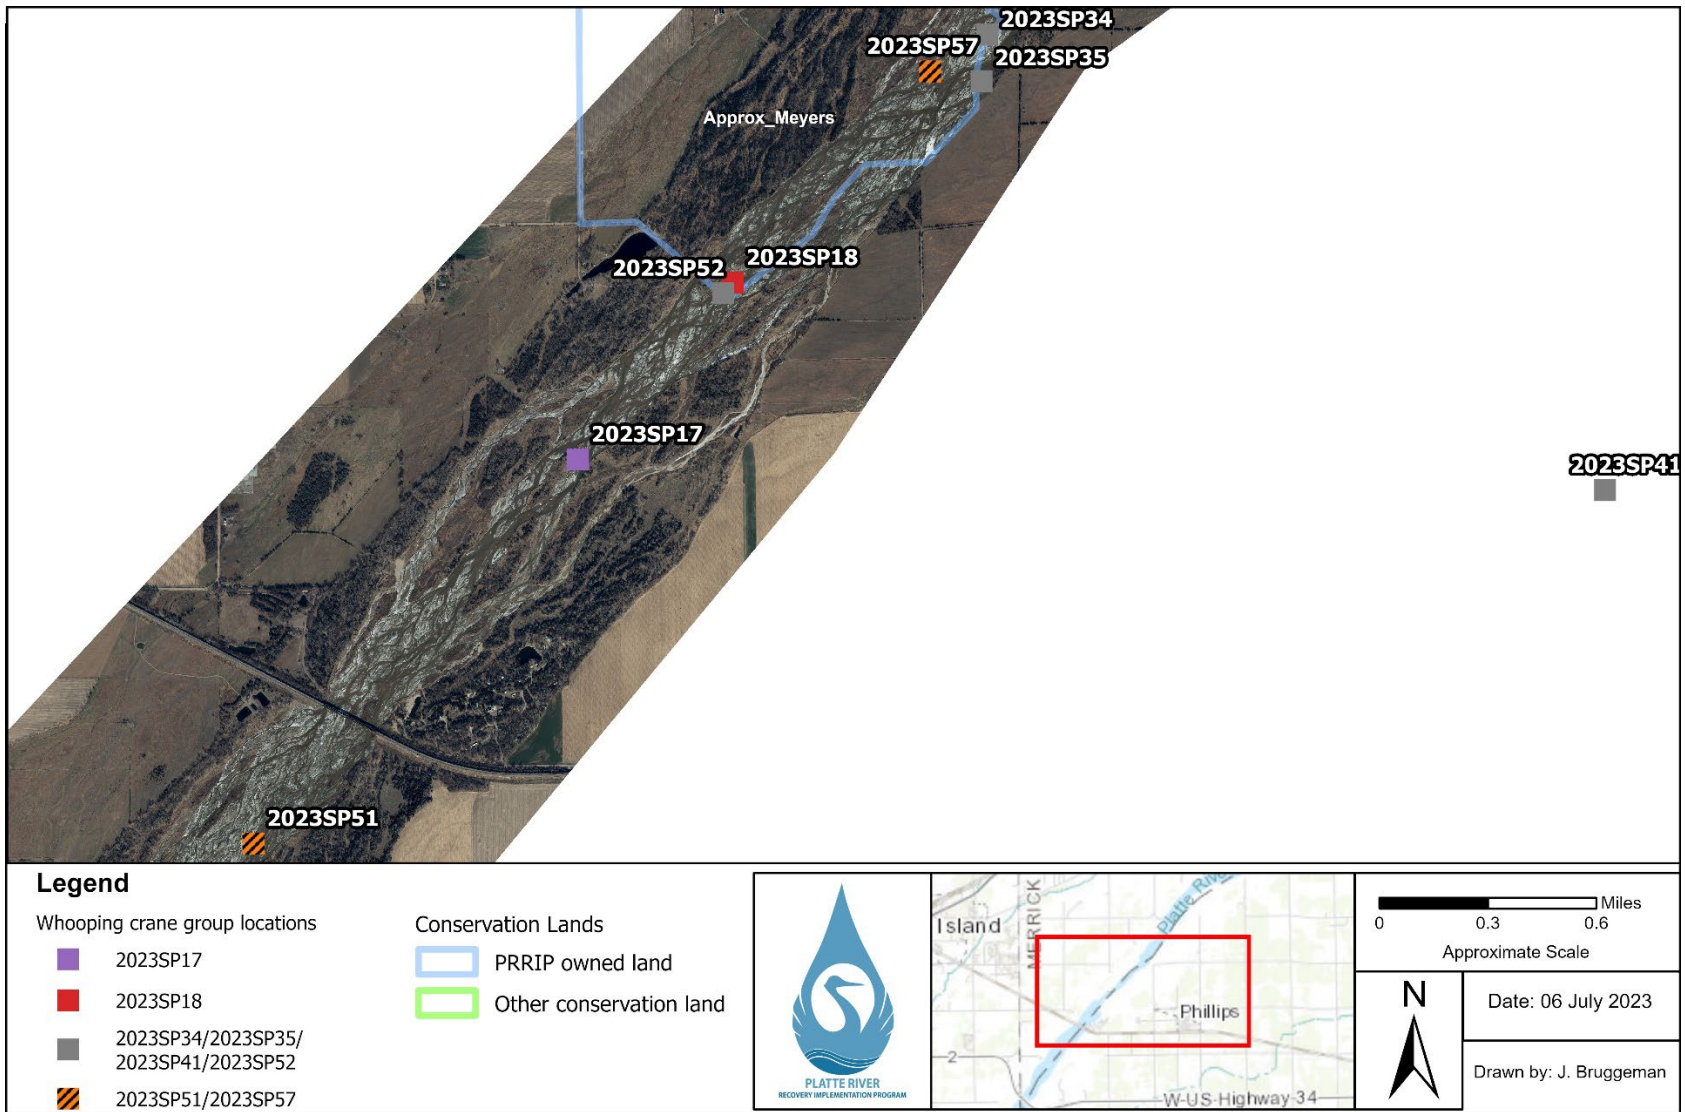 2023SP34
2023SP57
2023SP35
Approx_Meyers
2023SP18
2023SP52
2023SP17
2023SP41
2023SP51
Legend
Whooping crane group locations
2023SP17
2023SP18
2023SP34/2023SP35/
2023SP41/2023SP52
2023SP51/2023SP57
Conservation Lands
PRRIP owned land
Other conservation land
PLATTE RIVER
RECOVERY IMPLEMENTATION PROGRAM
Island
MERRICK
Platte River
Phillips
2
W-US-Highway-34
Miles
0 0.3 0.6
Approximate Scale
N
Date: 06 July 2023
Drawn by: J. Bruggeman